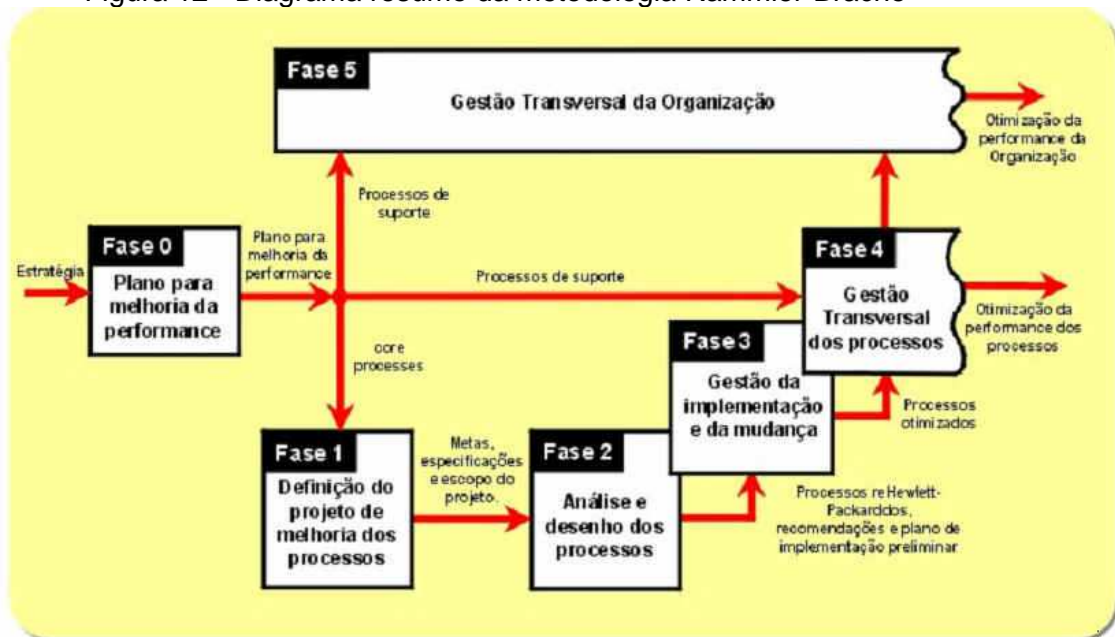 Figura 12 - Diagrama resumo da metodologia Rummler-Brache
Fase 5
Gestão Transversal da Organização
Otimização da
performance da
Organização
Processos de
suporte
Fase 0
Plano para
melhoria da
performance
Estratégia
Plano para
melhoria da
performance
Processos de suporte
Fase 4
Gestão
Transversal
dos processos
Otimização da
performance dos
processos
core
processes
Fase 3
Gestão da
implementação
e da mudança
Processos
otimizados
Fase 1
Definição do
projeto de
melhoria dos
processos
Metas,
especificações
e escopo do
projeto.
Fase 2
Análise e
desenho dos
processos
Processos reHewlett-
Packarddos,
recomendações e plano de
implementação preliminar